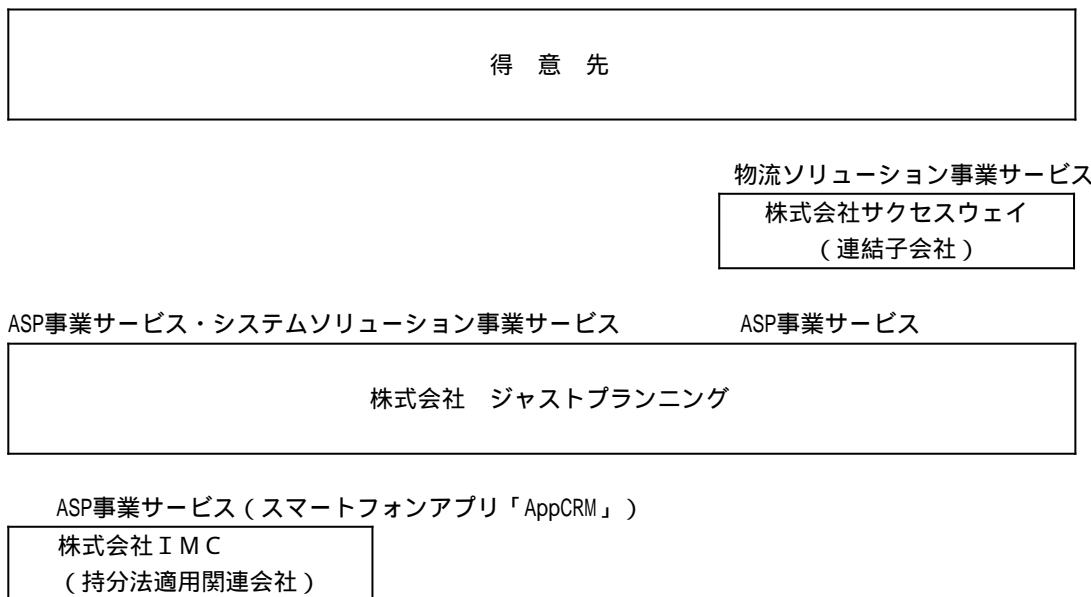 得　意　先
物流ソリューション事業サービス
株式会社サクセスウェイ
（連結子会社）
ASP事業サービス・システムソリューション事業サービス
ASP事業サービス
株式会社　ジャストプランニング
ASP事業サービス（スマートフォンアプリ「AppCRM」）
株式会社ＩＭＣ
（持分法適用関連会社）